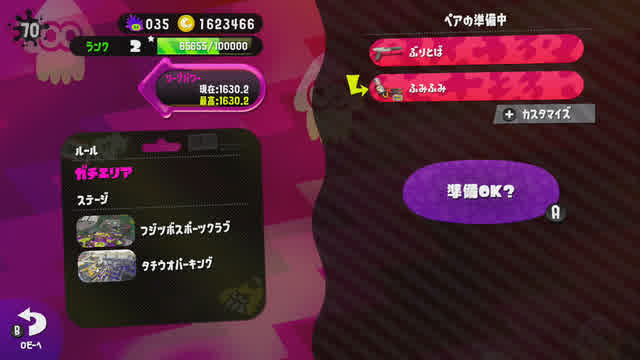 70
035
1623466
ランク
2
65655/100000
リーグパワー
現在:1630.2
最高:1630.2
ルール
ガチエリア
ステージ
フジツボスポーツクラブ
タチウオパーキング
B
ロビーへ
ペアの準備中
ぷりとば
ふみふみ
+ カスタマイズ
準備OK?
A